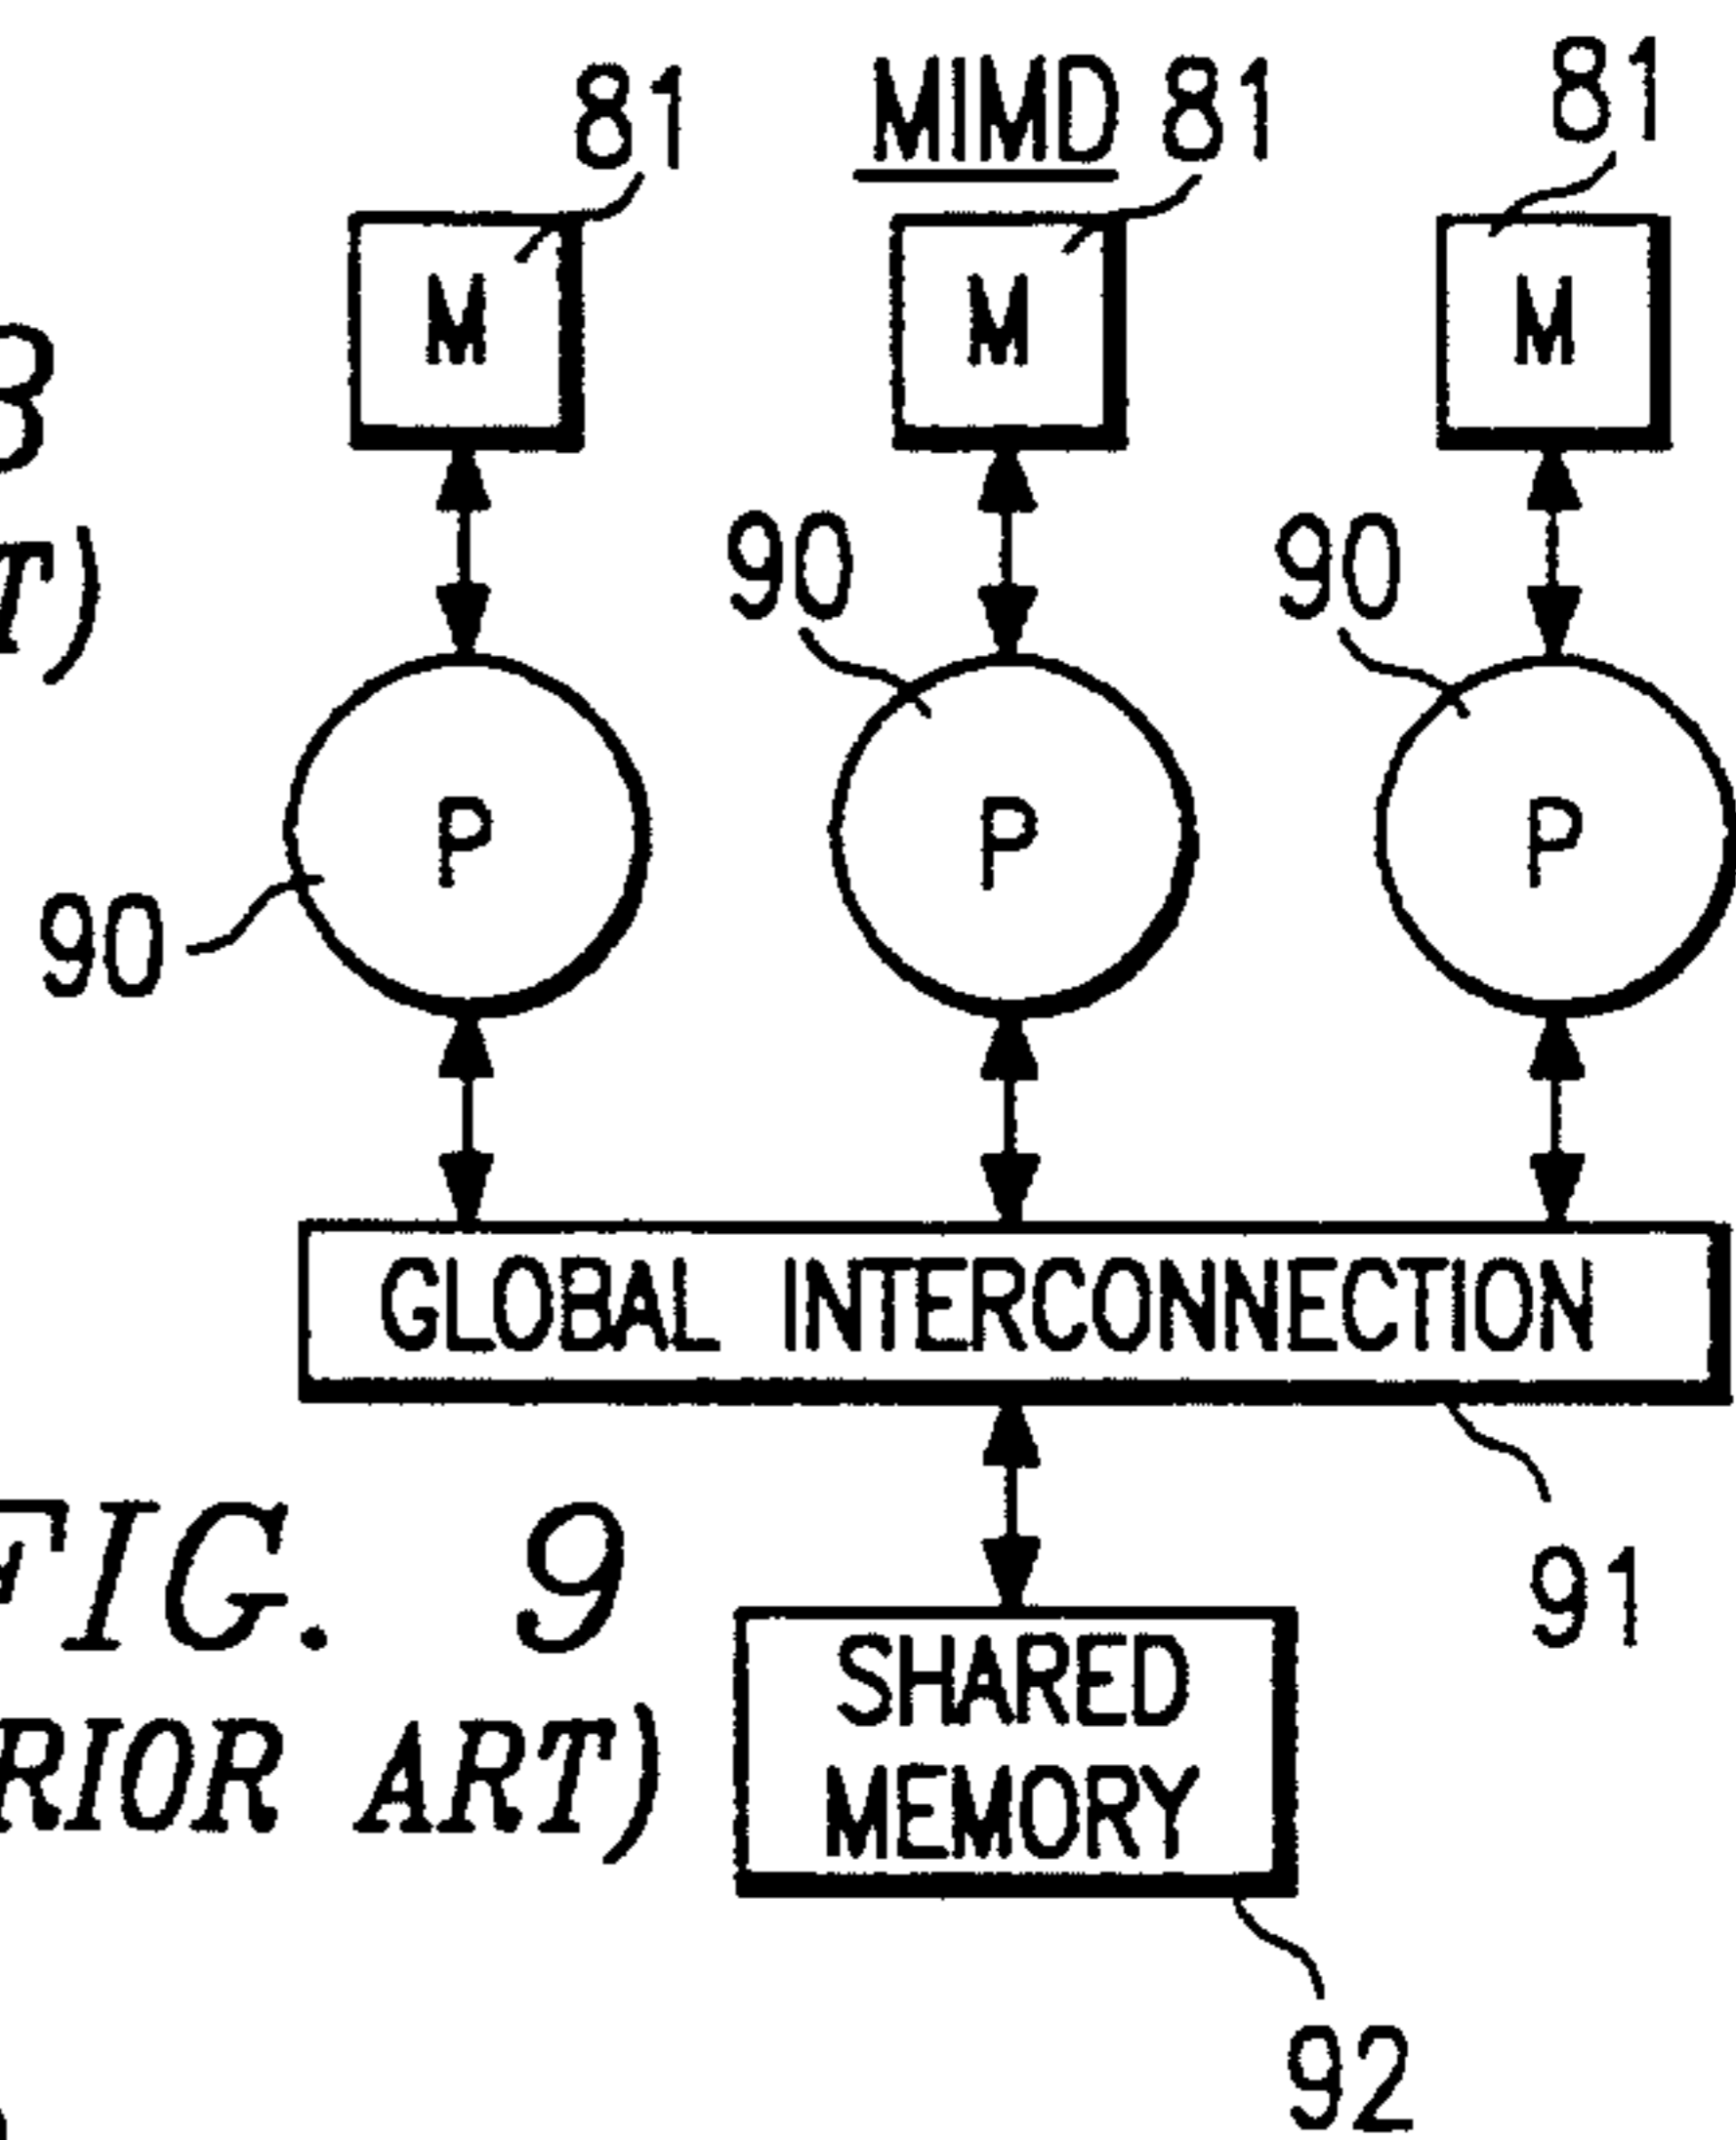 81 MIMD 81 81
M M M
90 90
P P P
90
GLOBAL INTERCONNECTION
FIG. 9
91
SHARED
MEMORY
RIOR ART)
92